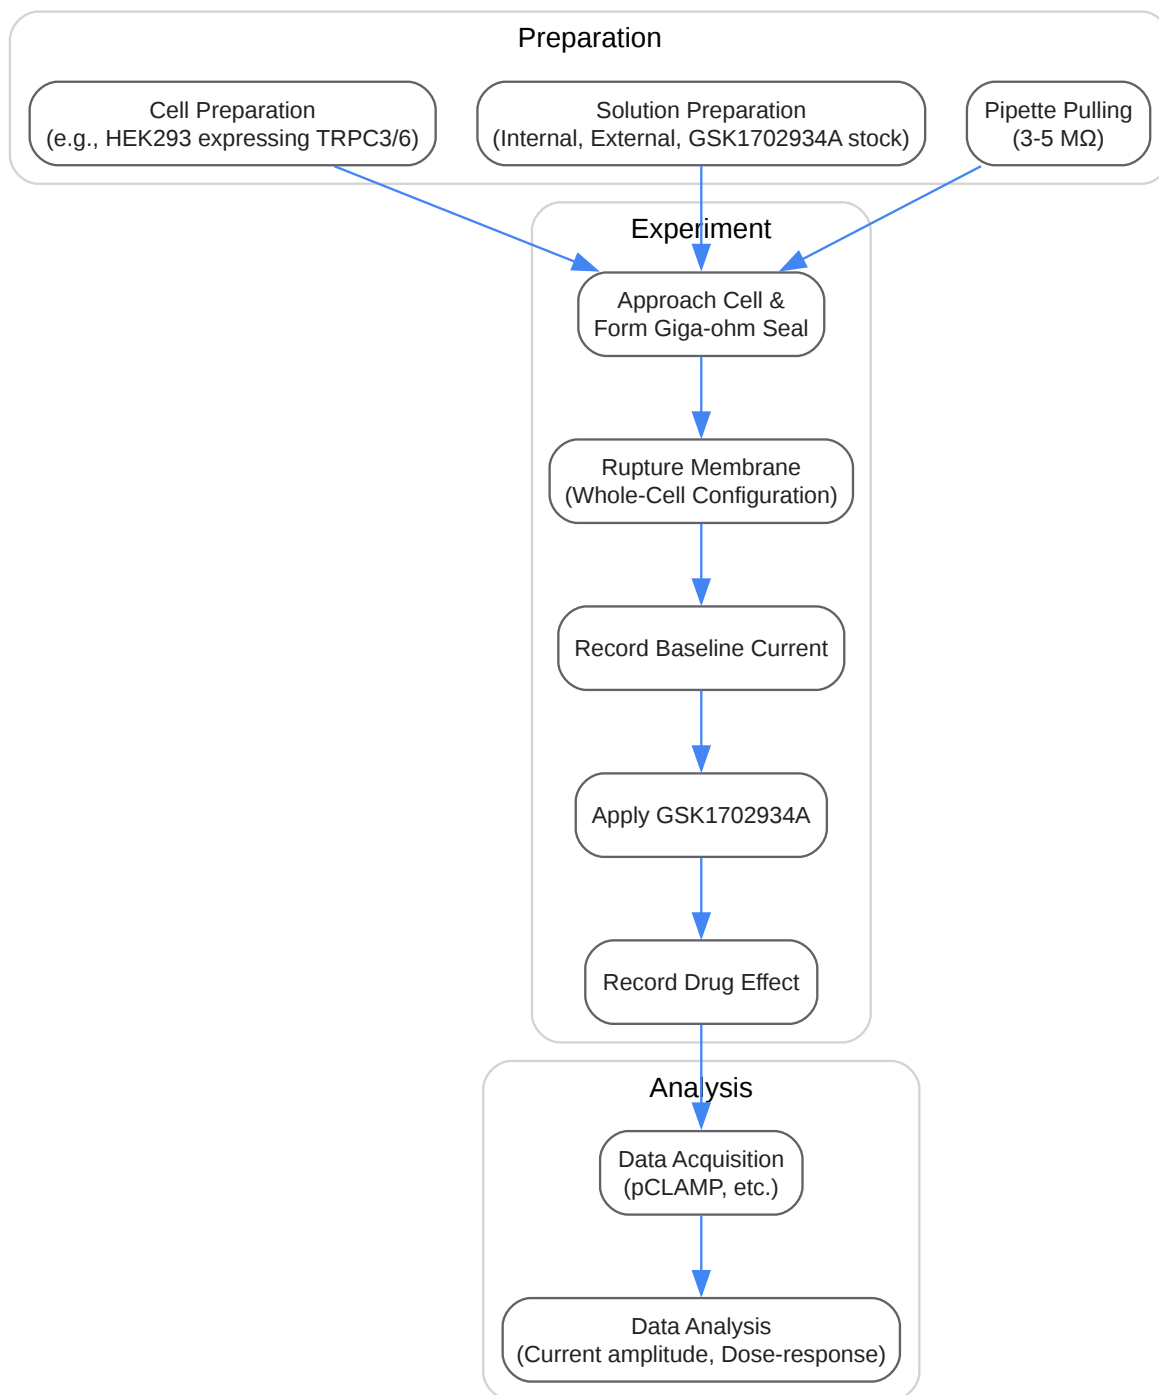 Preparation
Cell Preparation
(e.g., HEK293 expressing TRPC3/6)
Solution Preparation
(Internal, External, GSK1702934A stock)
Pipette Pulling
(3-5 MΩ)
Experiment
Approach Cell &
Form Giga-ohm Seal
Rupture Membrane
(Whole-Cell Configuration)
Record Baseline Current
Apply GSK1702934A
Record Drug Effect
Analysis
Data Acquisition
(pCLAMP, etc.)
Data Analysis
(Current amplitude, Dose-response)